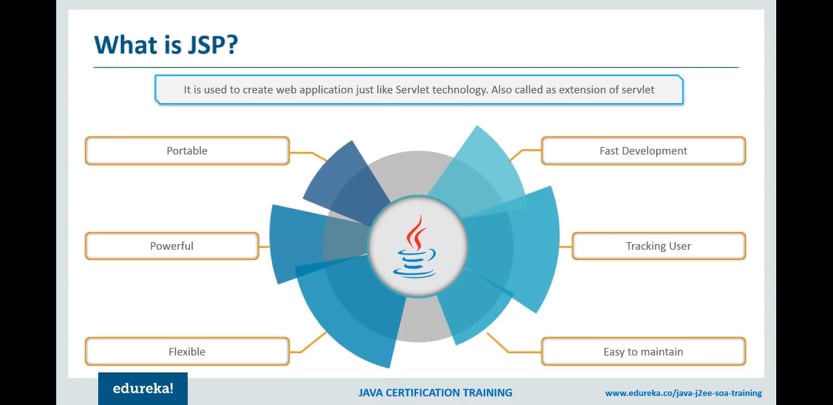 What is JSP?
It is used to create web application just like Servlet technology. Also called as extension of servlet
Portable
Fast Development
Powerful
Tracking User
Flexible
Easy to maintain
edureka!
JAVA CERTIFICATION TRAINING
www.edureka.co/java-j2ee-soa-training